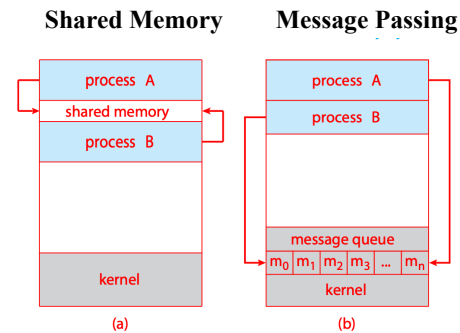 Shared Memory
process A
shared memory
process B
kernel
(a)
Message Passing
process A
process B
message queue
m0 m1 m2 m3 ... mn
kernel
(b)